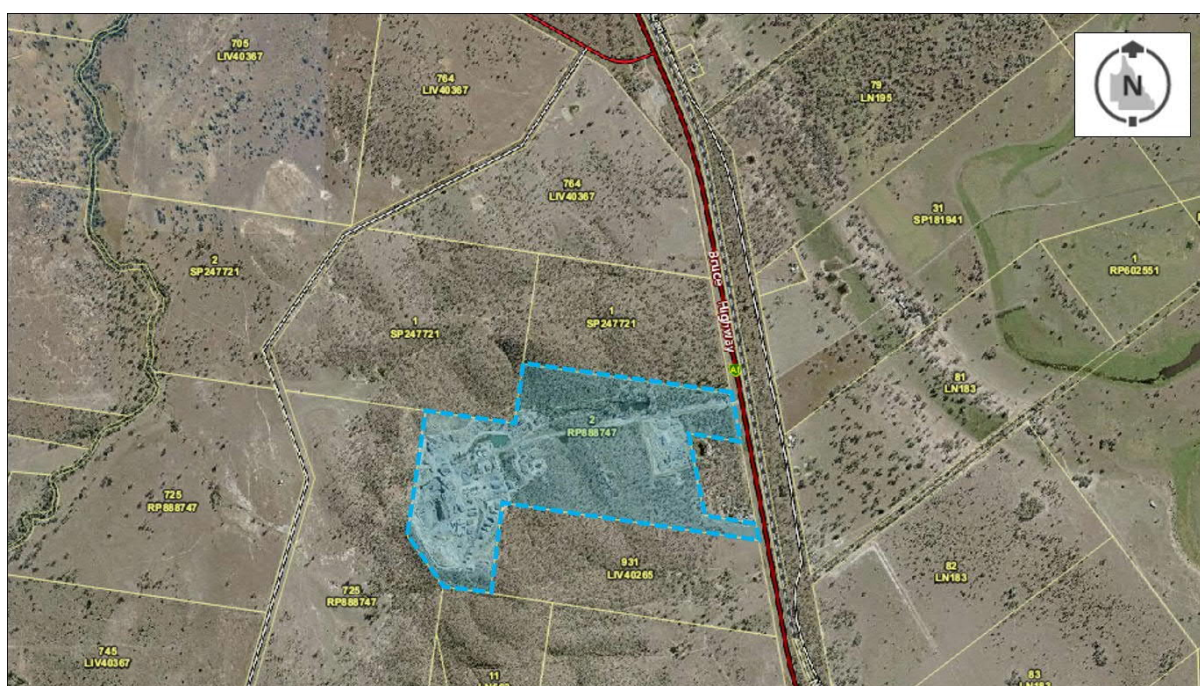 705
LIV40367
764
LIV40367
79
LN195
N
764
LIV40367
31
SP181941
2
SP247721
1
RP602551
Bruce Highway
1
SP247721
1
SP247721
A1
81
LN183
2
RP888747
725
RP888747
931
LIV40265
82
LN183
725
RP888747
745
LIV40367
11
83
LN183